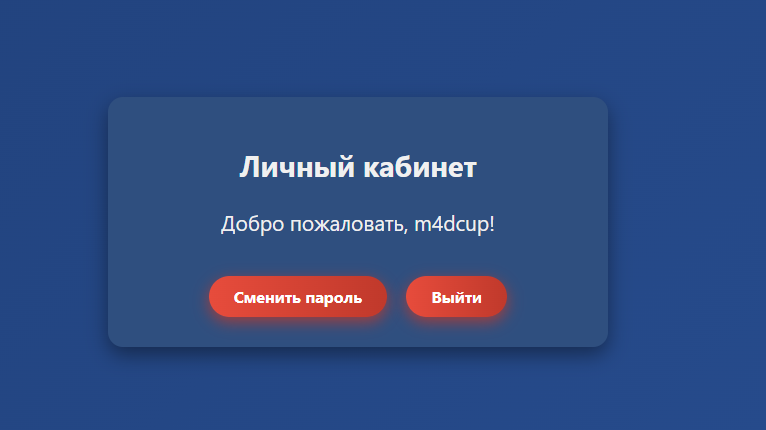 Личный кабинет
Добро пожаловать, m4dcup!
Сменить пароль Выйти